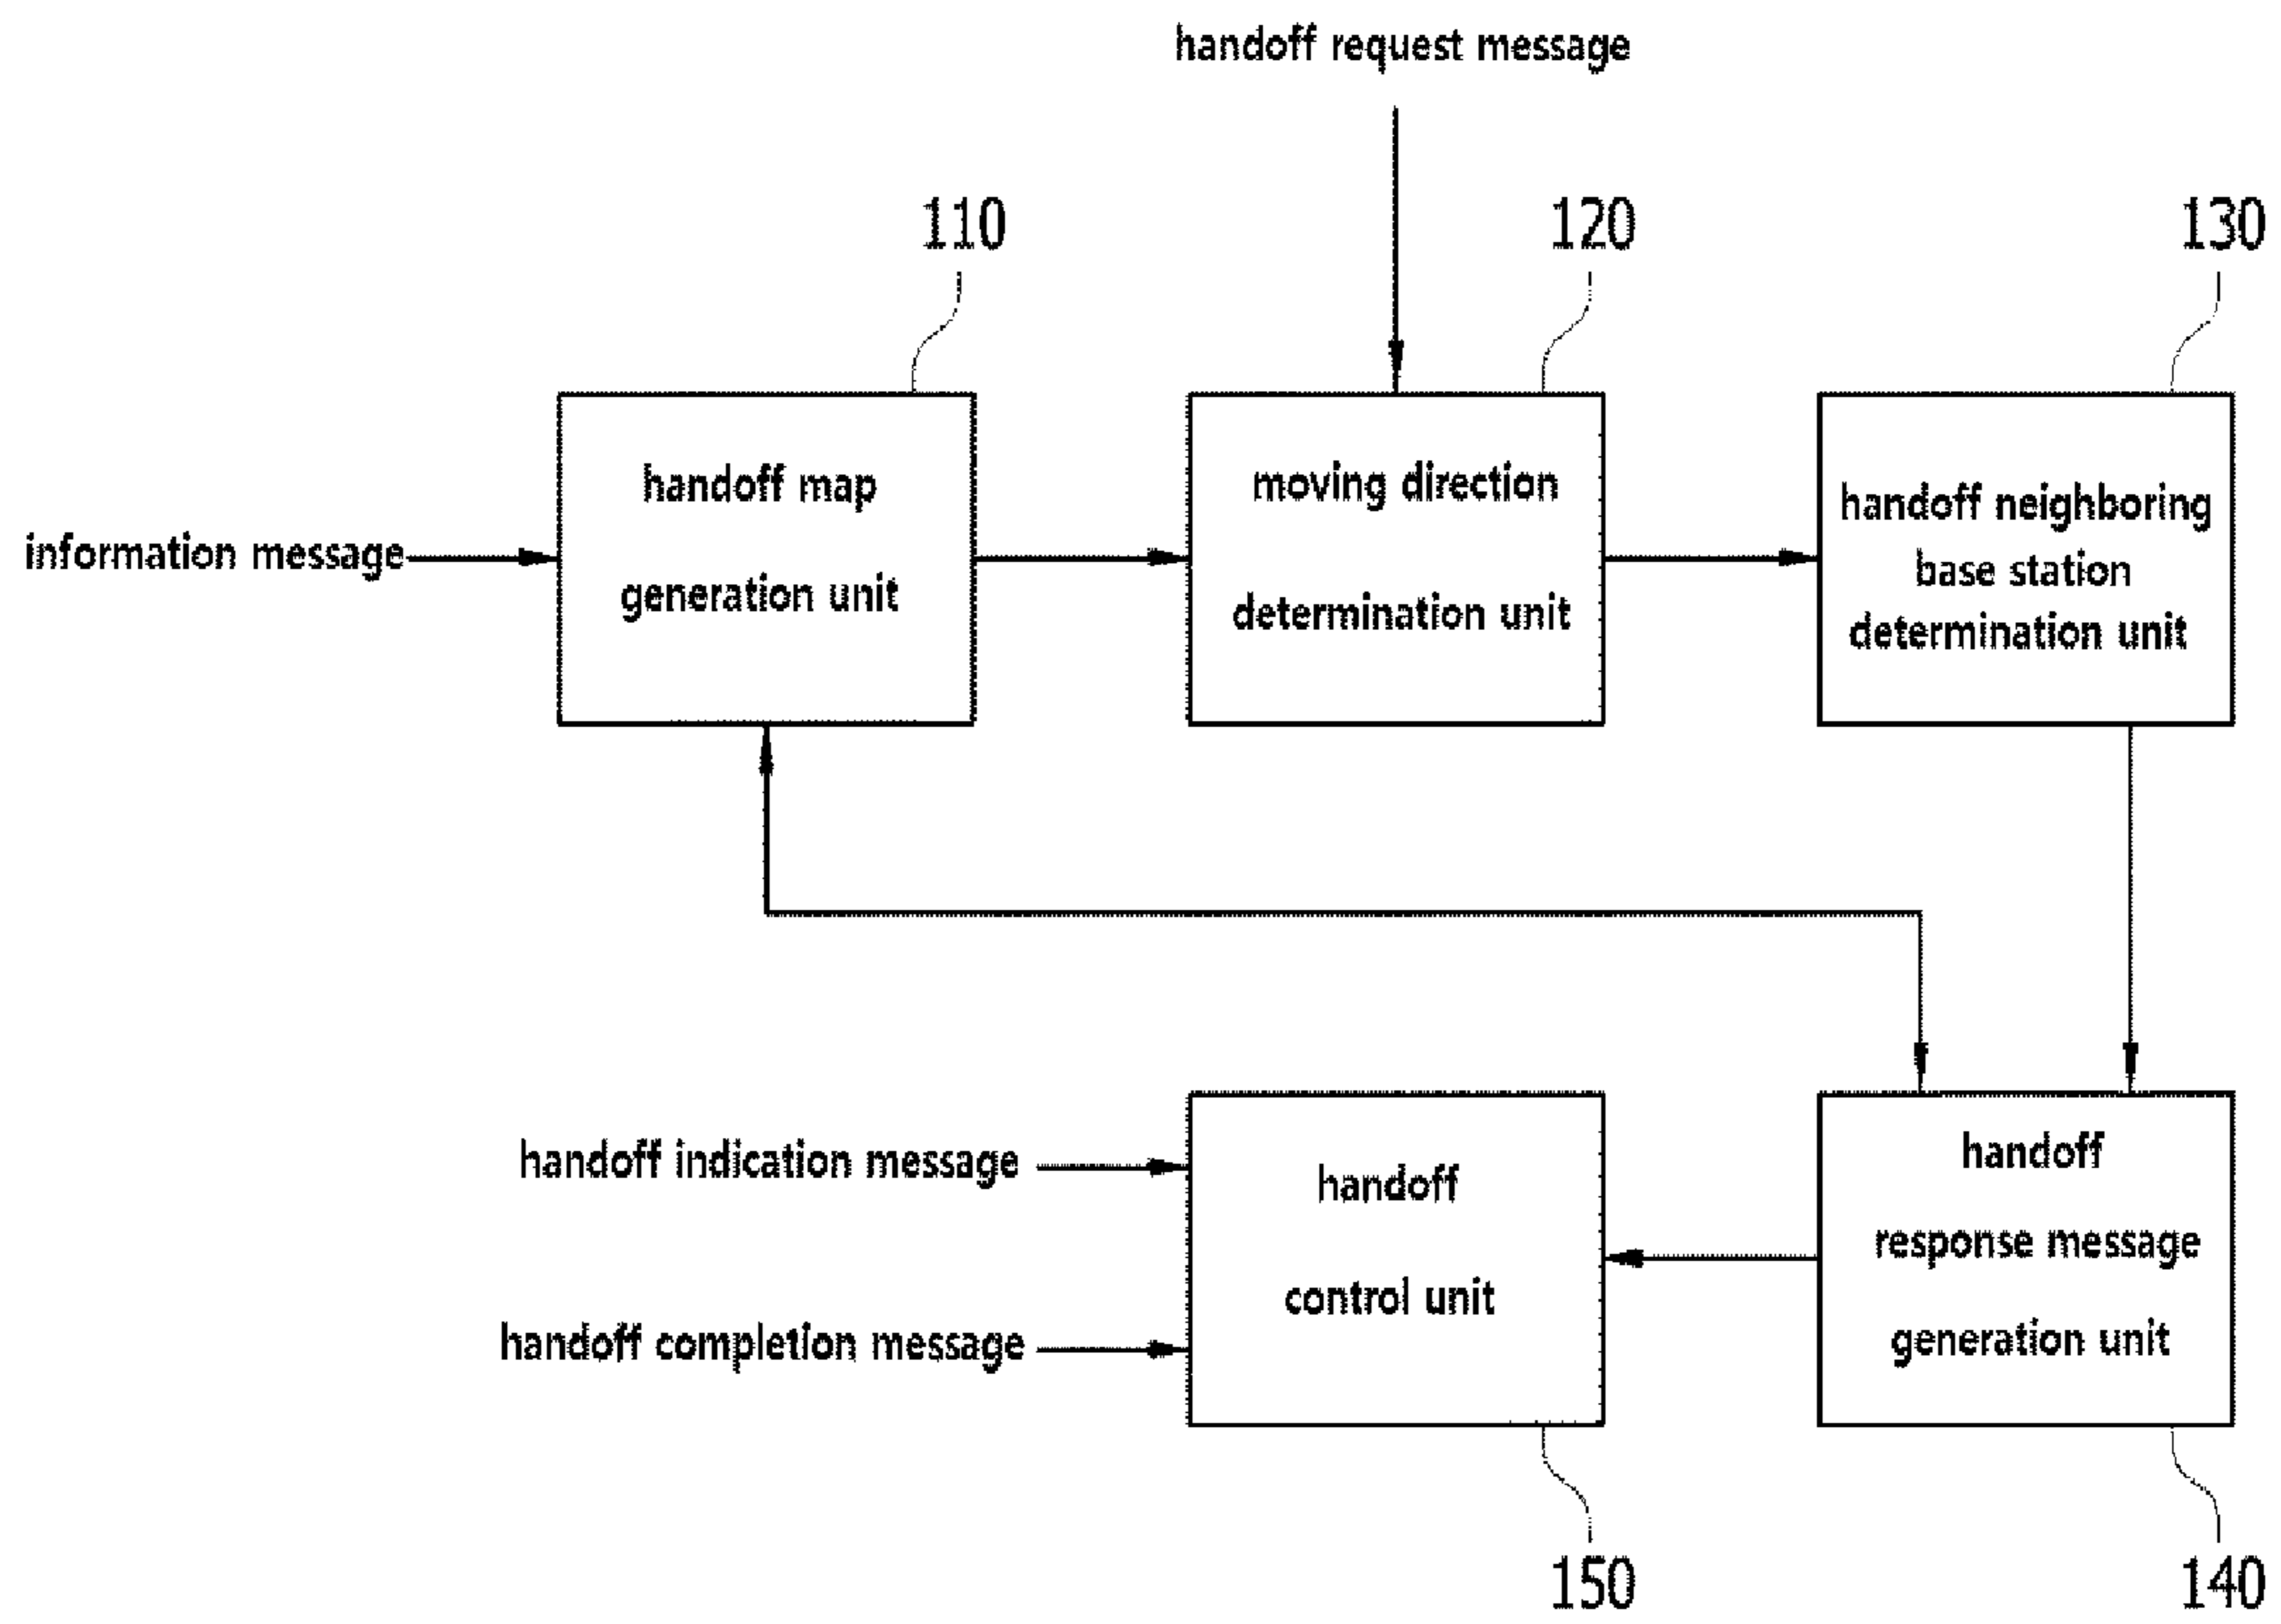 handoff request message
110
120
130
handoff map
generation unit
moving direction
determination unit
handoff neighboring
base station
determination unit
information message
handoff indication message
handoff completion message
handoff
control unit
handoff
response message
generation unit
150
140